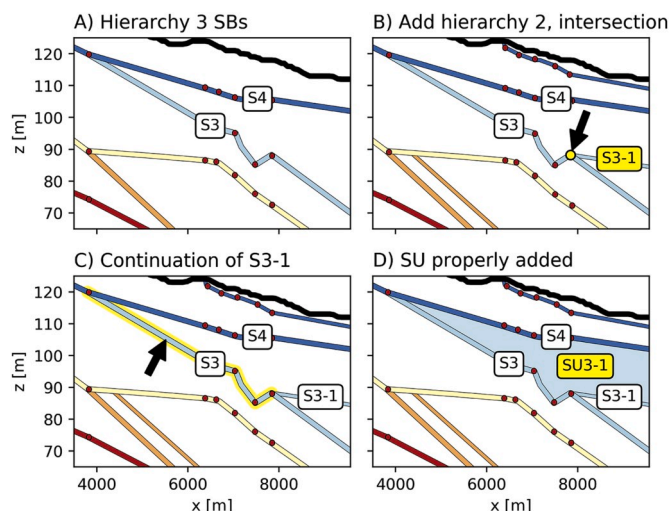 A) Hierarchy 3 SBs
B) Add hierarchy 2, intersection
120
110
100
90
80
70
z [m]
S3
S4
S3
S4
S3-1
C) Continuation of S3-1
D) SU properly added
120
110
100
90
80
70
z [m]
S3
S4
S3-1
S3
S4
SU3-1
S3-1
4000
6000
8000
x [m]
4000
6000
8000
x [m]